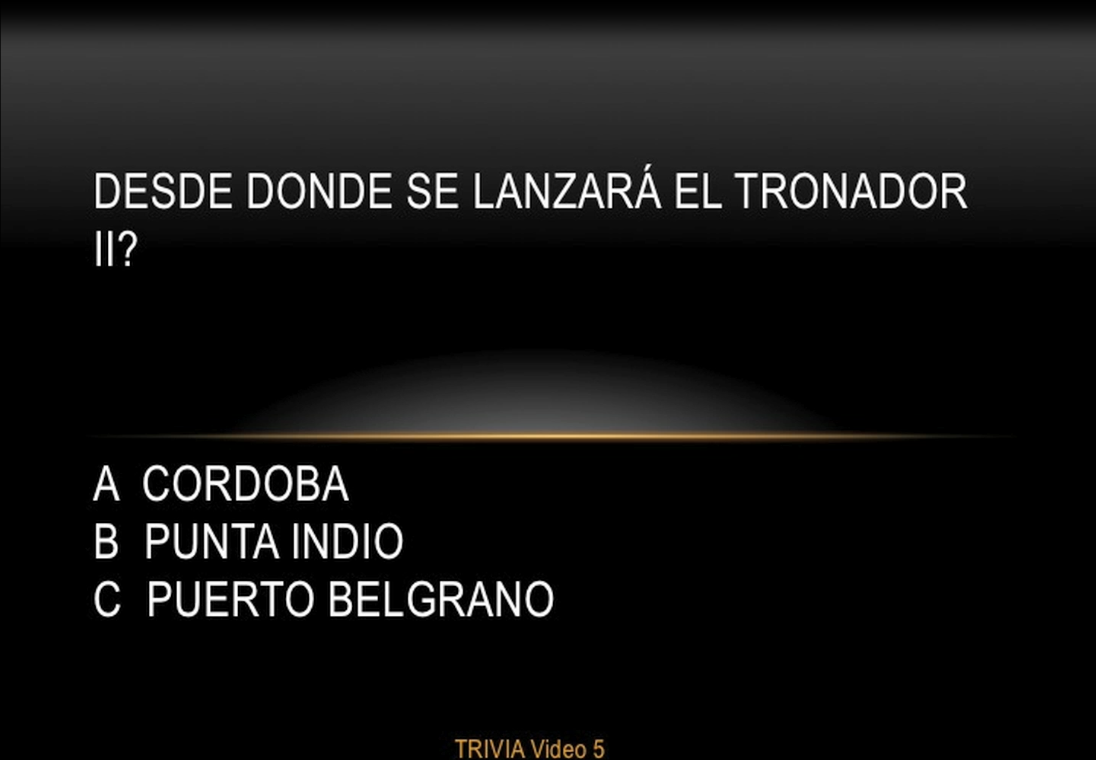 DESDE DONDE SE LANZARÁ EL TRONADOR
II?
A CORDOBA
B PUNTA INDIO
C PUERTO BELGRANO
TRIVIA Video 5